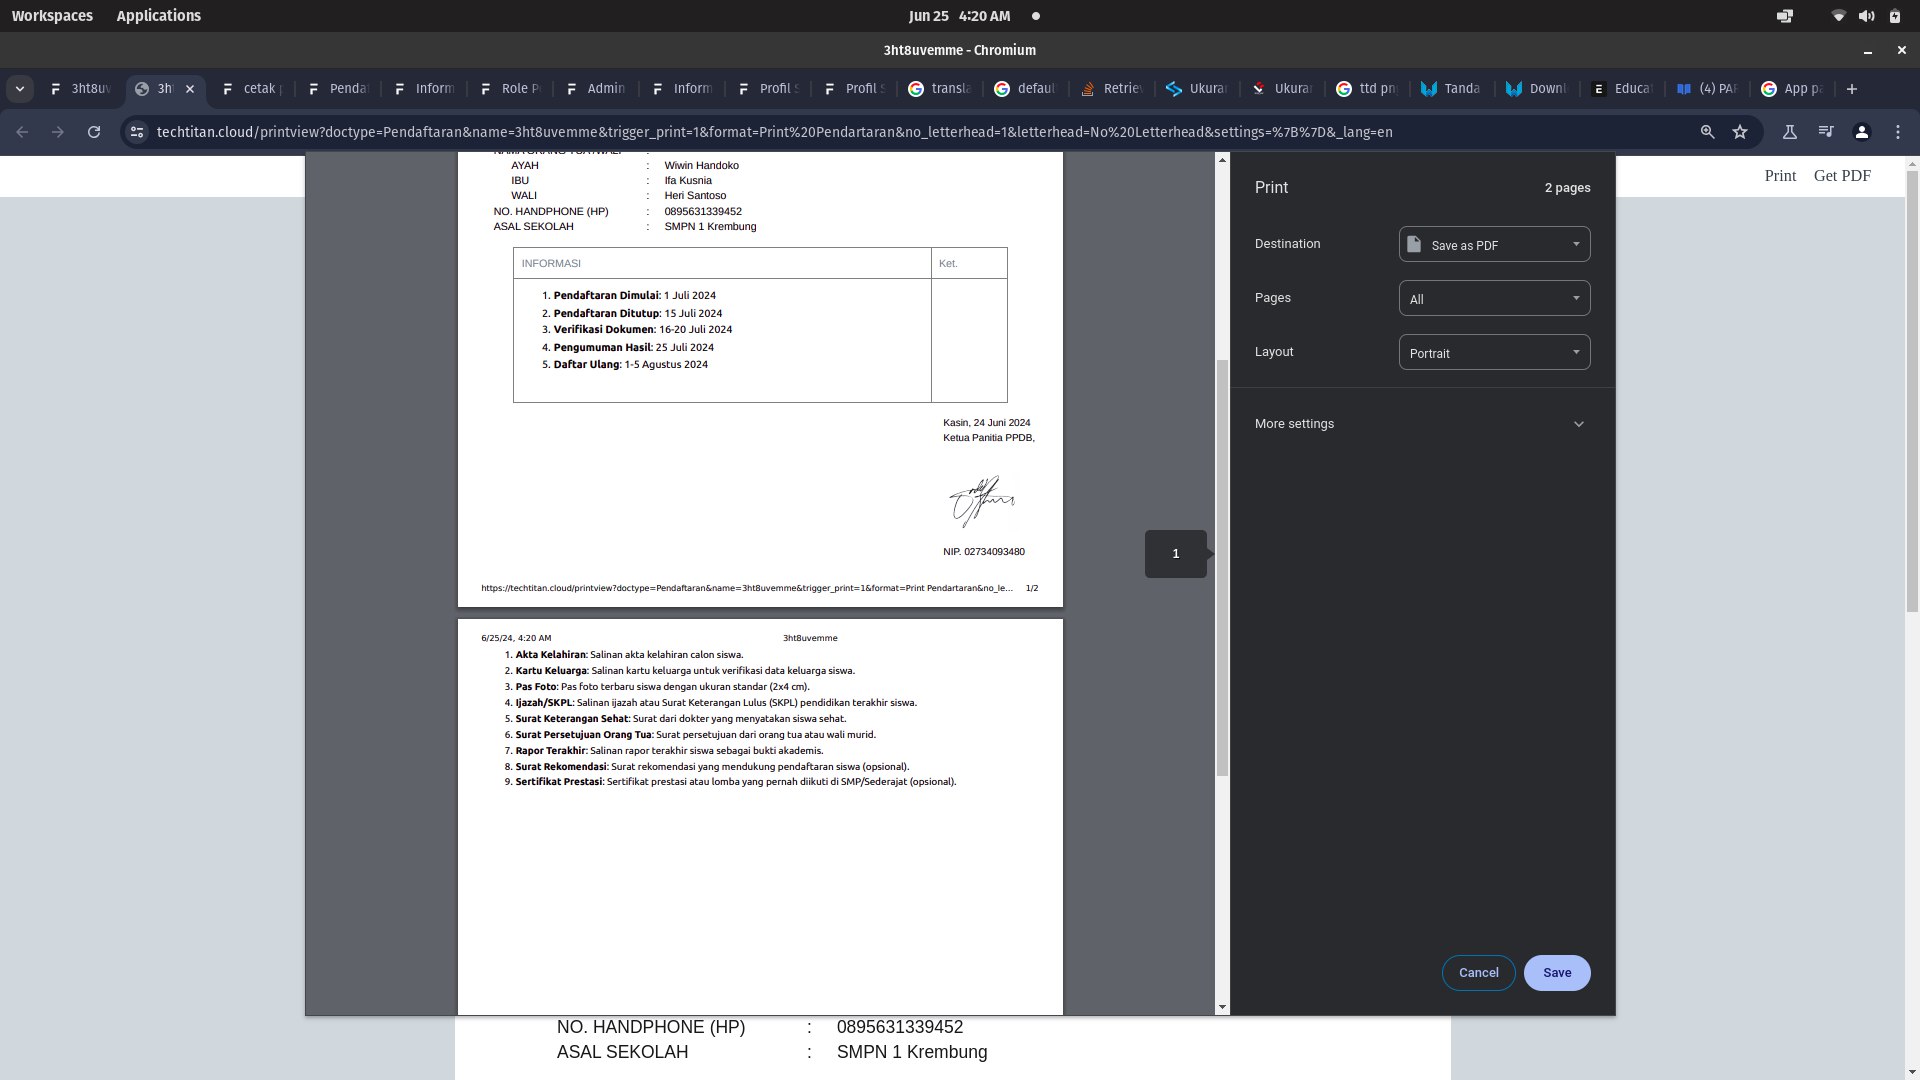 Workspaces Applications Jun 25 4:20 AM
3ht8uvemme - Chromium
3ht8uv 3ht cetak Penda Inform Role P Admin Inform Profil S Profil S transla defaul Retriev Ukurar Ukurar ttd pn Tanda Downl Educa (4) PAR App pa
techtitan.cloud/printview?doctype=Pendaftaran&name=3ht8uvemme&trigger_print=1&format=Print%20Pendartaran&no_letterhead=1&letterhead=No%20Letterhead&settings=%7B%7D&_lang=en
Print Get PDF
AYAH : Wiwin Handoko
IBU : Ifa Kusnia
WALI : Heri Santoso
NO. HANDPHONE (HP) : 0895631339452
ASAL SEKOLAH : SMPN 1 Krembung
INFORMASI Ket.
1. Pendaftaran Dimulai: 1 Juli 2024
2. Pendaftaran Ditutup: 15 Juli 2024
3. Verifikasi Dokumen: 16-20 Juli 2024
4. Pengumuman Hasil: 25 Juli 2024
5. Daftar Ulang: 1-5 Agustus 2024
Kasin, 24 Juni 2024
Ketua Panitia PPDB,
NIP. 02734093480
https://techtitan.cloud/printview?doctype=Pendaftaran&name=3ht8uvemme&trigger_print=1&format=Print Pendartaran&no_le... 1/2
6/25/24, 4:20 AM 3ht8uvemme
1. Akta Kelahiran: Salinan akta kelahiran calon siswa.
2. Kartu Keluarga: Salinan kartu keluarga untuk verifikasi data keluarga siswa.
3. Pas Foto: Pas foto terbaru siswa dengan ukuran standar (2x4 cm).
4. Ijazah/SKPL: Salinan ijazah atau Surat Keterangan Lulus (SKPL) pendidikan terakhir siswa.
5. Surat Keterangan Sehat: Surat dari dokter yang menyatakan siswa sehat.
6. Surat Persetujuan Orang Tua: Surat persetujuan dari orang tua atau wali murid.
7. Rapor Terakhir: Salinan rapor terakhir siswa sebagai bukti akademis.
8. Surat Rekomendasi: Surat rekomendasi yang mendukung pendaftaran siswa (opsional).
9. Sertifikat Prestasi: Sertifikat prestasi atau lomba yang pernah diikuti di SMP/Sederajat (opsional).
1
Print 2 pages
Destination Save as PDF
Pages All
Layout Portrait
More settings
Cancel Save
NO. HANDPHONE (HP) : 0895631339452
ASAL SEKOLAH : SMPN 1 Krembung